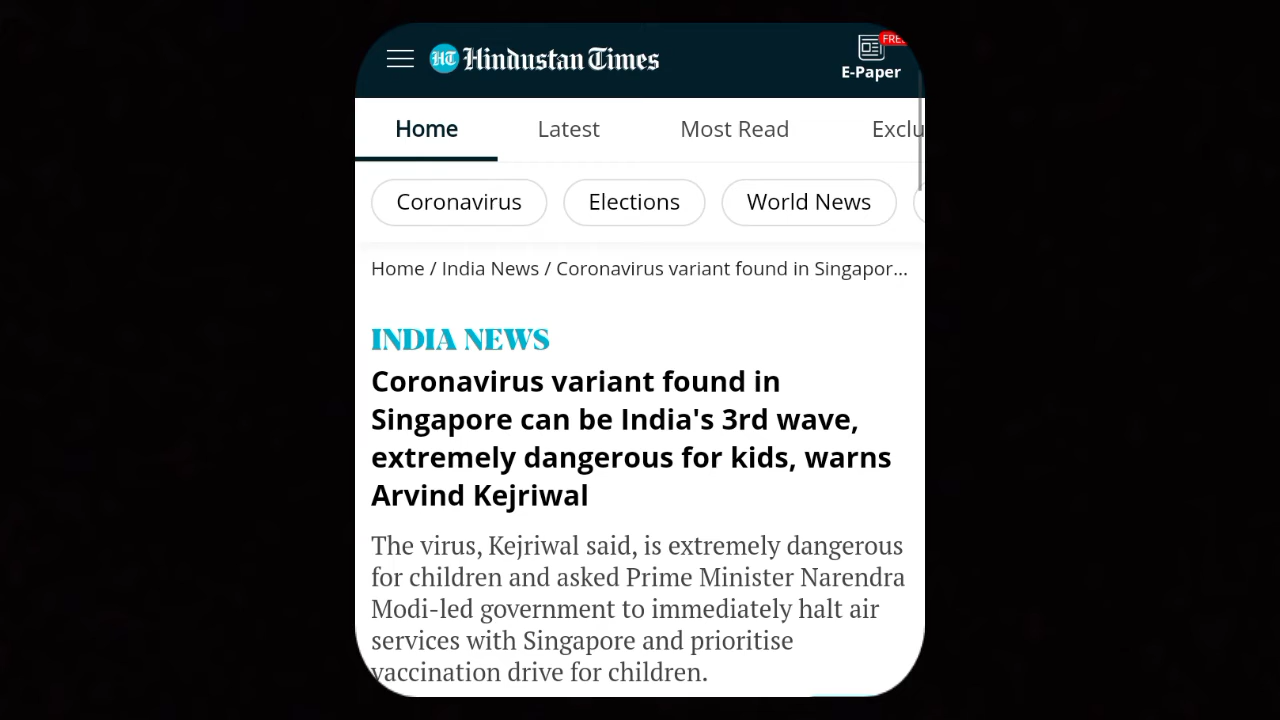 HT Hindustan Times
FREE
E-Paper
Home Latest Most Read Exclu
Coronavirus Elections World News
Home / India News / Coronavirus variant found in Singapor...
INDIA NEWS
Coronavirus variant found in
Singapore can be India's 3rd wave,
extremely dangerous for kids, warns
Arvind Kejriwal
The virus, Kejriwal said, is extremely dangerous
for children and asked Prime Minister Narendra
Modi-led government to immediately halt air
services with Singapore and prioritise
vaccination drive for children.